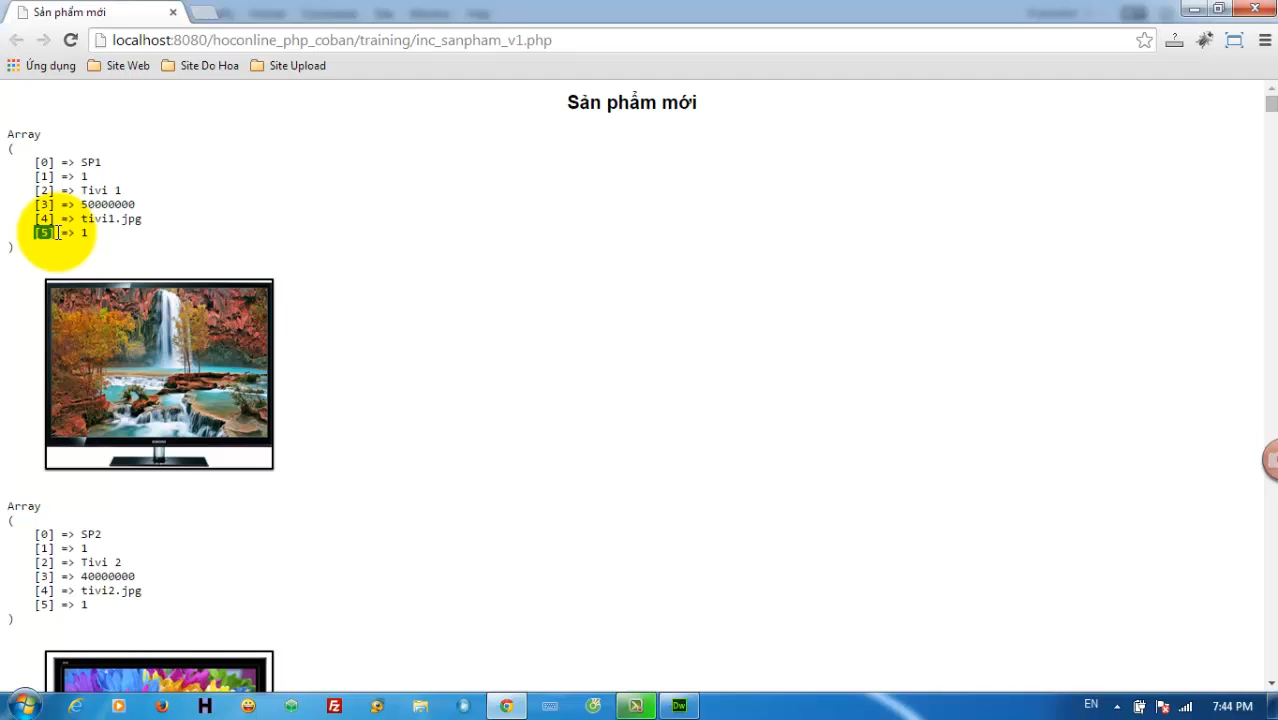 Sản phẩm mới
localhost:8080/hoconline_php_coban/training/inc_sanpham_v1.php
Ứng dụng Site Web Site Do Hoa Site Upload
Sản phẩm mới
Array
(
[0] => SP1
[1] => 1
[2] => Tivi 1
[3] => 50000000
[4] => tivi1.jpg
[5] => 1
)
Array
(
[0] => SP2
[1] => 1
[2] => Tivi 2
[3] => 40000000
[4] => tivi2.jpg
[5] => 1
)
H Fz Dw EN 7:44 PM